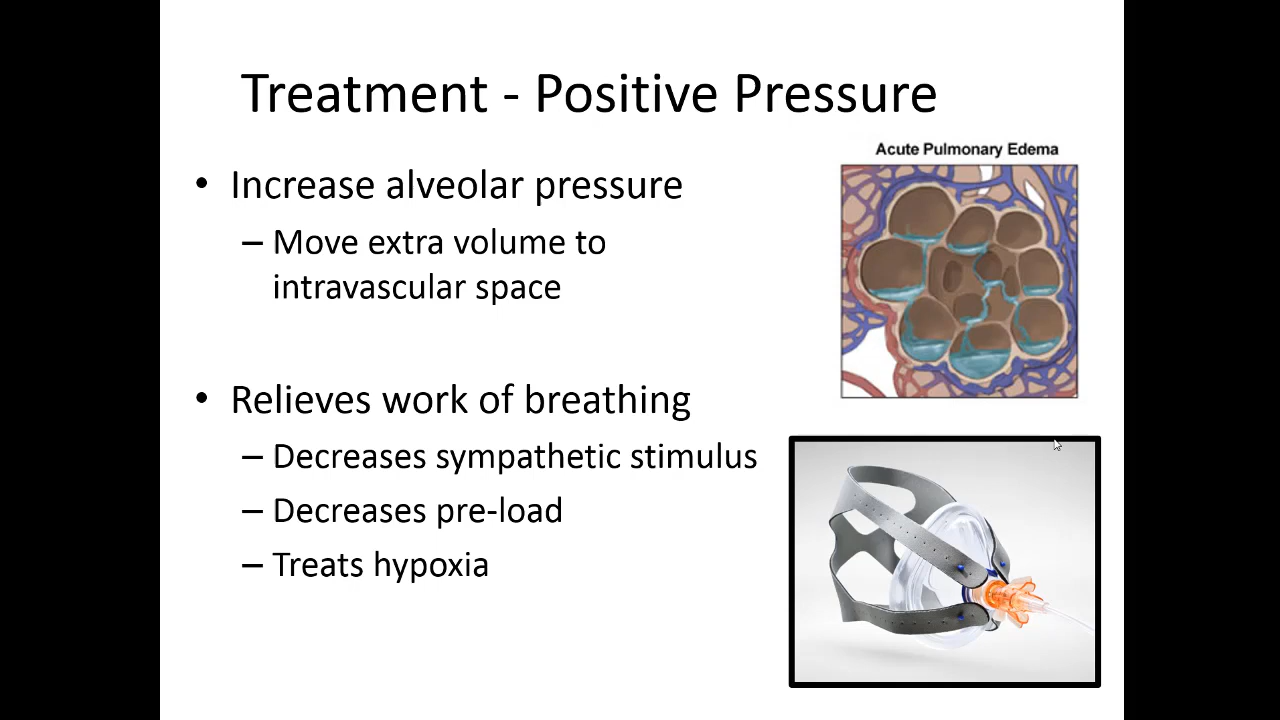 Treatment - Positive Pressure
Acute Pulmonary Edema
• Increase alveolar pressure
– Move extra volume to
intravascular space
• Relieves work of breathing
– Decreases sympathetic stimulus
– Decreases pre-load
– Treats hypoxia